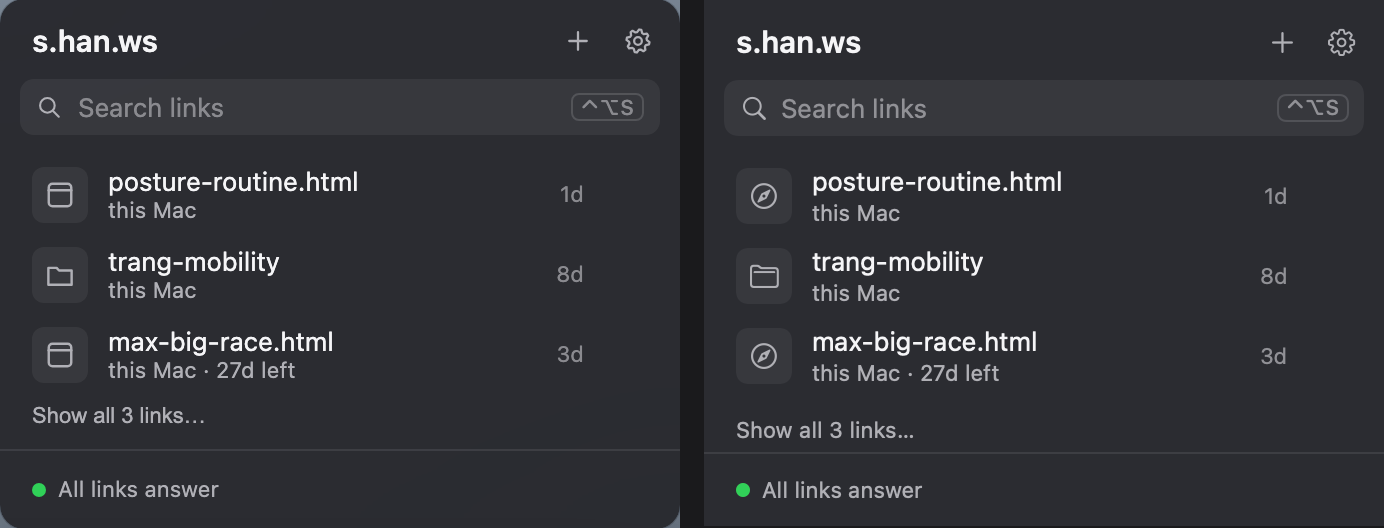 s.han.ws
Search links ^⌥S
posture-routine.html 1d
this Mac
trang-mobility 8d
this Mac
max-big-race.html 3d
this Mac · 27d left
Show all 3 links...
All links answer
s.han.ws
Search links ^⌥S
posture-routine.html 1d
this Mac
trang-mobility 8d
this Mac
max-big-race.html 3d
this Mac · 27d left
Show all 3 links...
All links answer